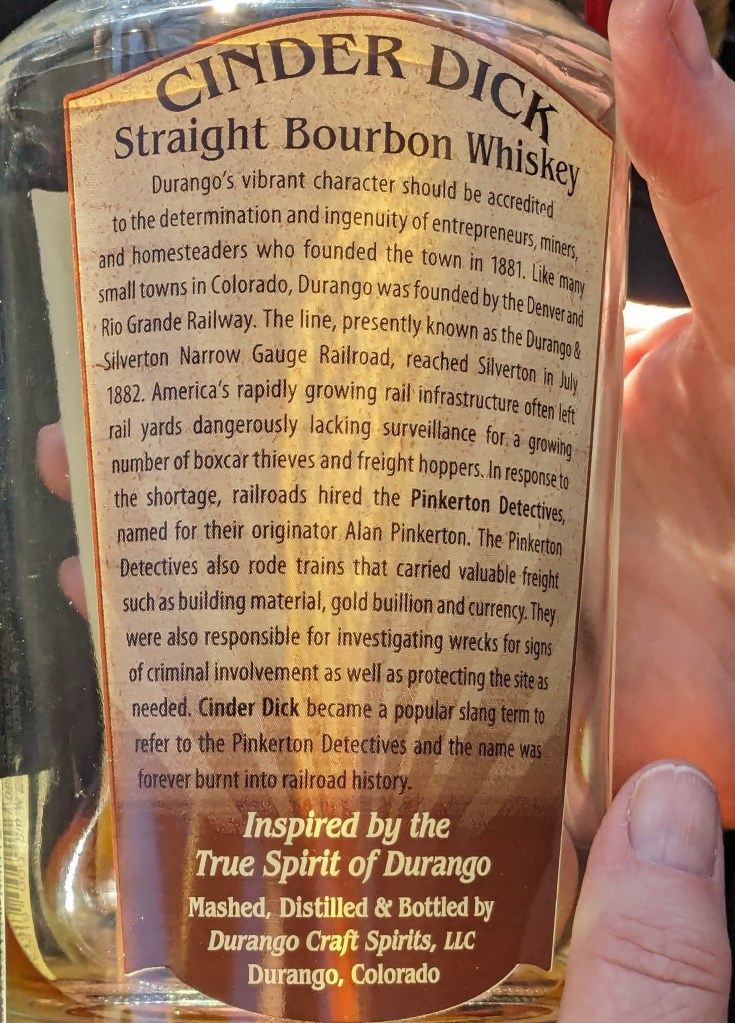 CINDER DICK
Straight Bourbon Whiskey
Durango's vibrant character should be accredited
to the determination and ingenuity of entrepreneurs, miners,
and homesteaders who founded the town in 1881. Like many
small towns in Colorado, Durango was founded by the Denver and
Rio Grande Railway. The line, presently known as the Durango &
Silverton Narrow Gauge Railroad, reached Silverton in July
1882. America's rapidly growing rail infrastructure often left
rail yards dangerously lacking surveillance for a growing
number of boxcar thieves and freight hoppers. In response to
the shortage, railroads hired the Pinkerton Detectives,
named for their originator Alan Pinkerton. The Pinkerton
Detectives also rode trains that carried valuable freight
such as building material, gold buillion and currency. They
were also responsible for investigating wrecks for signs
of criminal involvement as well as protecting the site as
needed. Cinder Dick became a popular slang term to
refer to the Pinkerton Detectives and the name was
forever burnt into railroad history.
Inspired by the
True Spirit of Durango
Mashed, Distilled & Bottled by
Durango Craft Spirits, LLC
Durango, Colorado